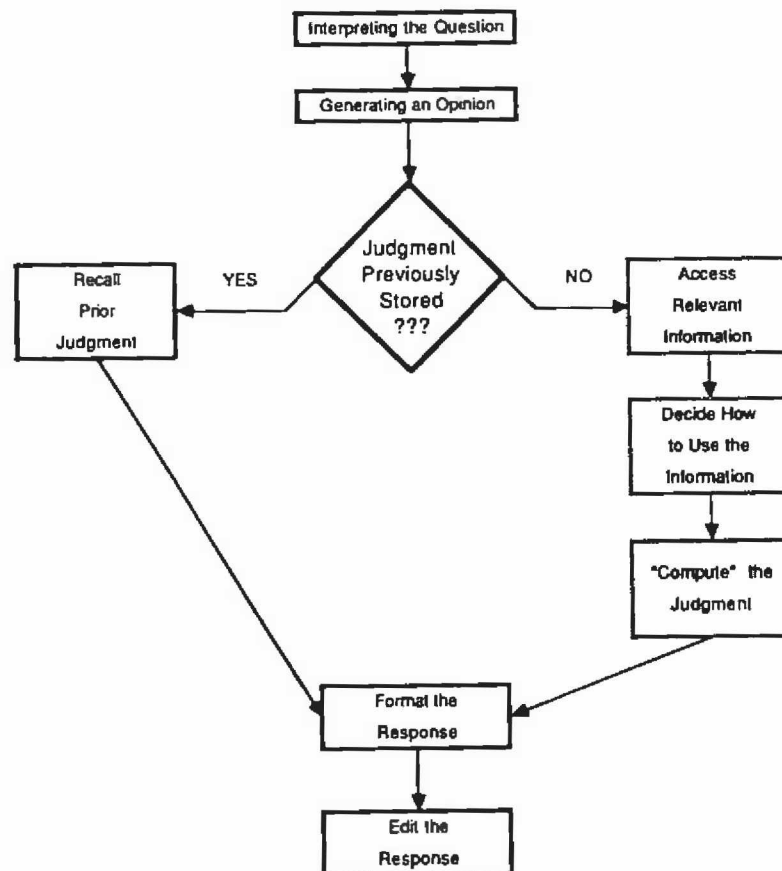 Interpreting the Question
Generating an Opinion
Judgment
Previously
Stored
???
YES
NO
Recall
Prior
Judgment
Access
Relevant
Information
Decide How
to Use the
Information
"Compute" the
Judgment
Format the
Response
Edit the
Response